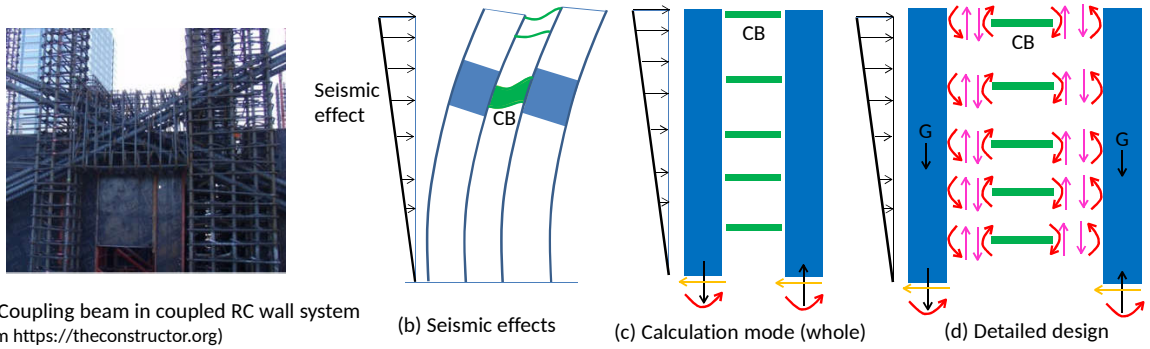 Coupling beam in coupled RC wall system
https://theconstructor.org)
Seismic
effect
CB
(b) Seismic effects
CB
(c) Calculation mode (whole)
CB
G
G
(d) Detailed design